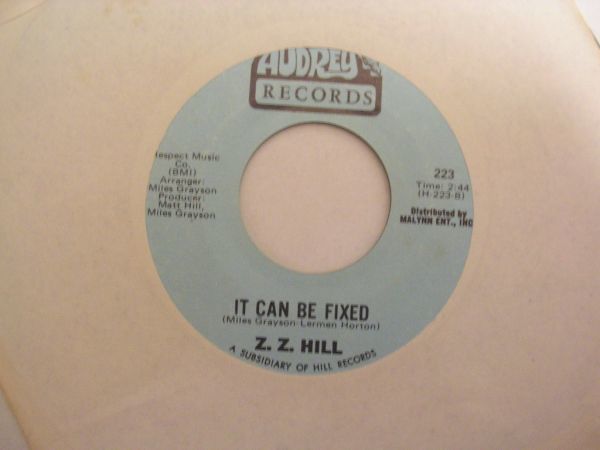 AUDREY
RECORDS
espect Music
Co.
(BMI)
Arranger:
Miles Grayson
Producer:
Matt Hill,
Miles Grayson
223
Time: 2:44
(H-223-B)
Distributed by
MALYNN ENT., INC
IT CAN BE FIXED
(Miles Grayson-Lermen Horton)
Z. Z. HILL
A SUBSIDIARY OF HILL RECORDS